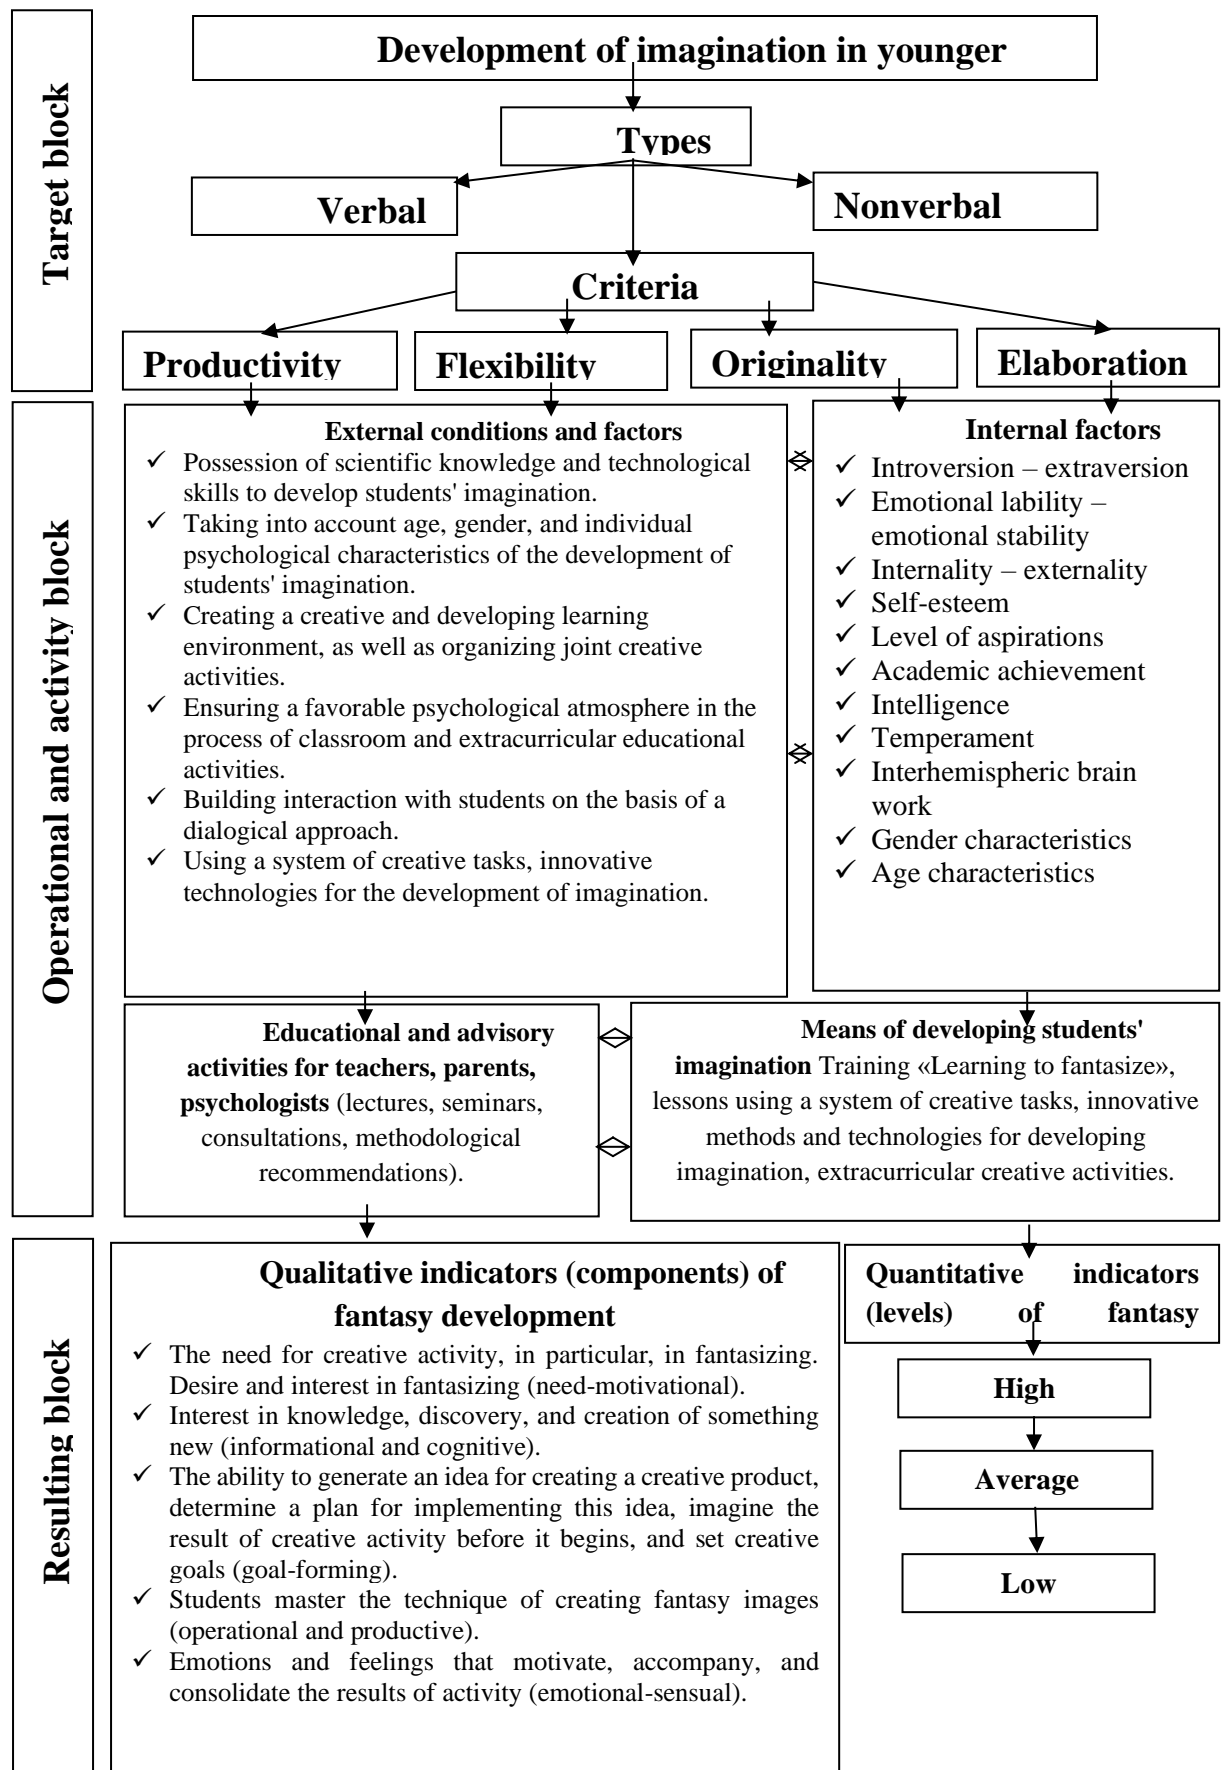 Target block
Development of imagination in younger
Types
Verbal
Nonverbal
Criteria
Productivity
Flexibility
Originality
Elaboration
Operational and activity block
External conditions and factors
✓ Possession of scientific knowledge and technological
skills to develop students' imagination.
✓ Taking into account age, gender, and individual
psychological characteristics of the development of
students' imagination.
✓ Creating a creative and developing learning
environment, as well as organizing joint creative
activities.
✓ Ensuring a favorable psychological atmosphere in the
process of classroom and extracurricular educational
activities.
✓ Building interaction with students on the basis of a
dialogical approach.
✓ Using a system of creative tasks, innovative
technologies for the development of imagination.
Internal factors
✓ Introversion – extraversion
✓ Emotional lability –
emotional stability
✓ Internality – externality
✓ Self-esteem
✓ Level of aspirations
✓ Academic achievement
✓ Intelligence
✓ Temperament
✓ Interhemispheric brain
work
✓ Gender characteristics
✓ Age characteristics
Educational and advisory
activities for teachers, parents,
psychologists (lectures, seminars,
consultations, methodological
recommendations).
Means of developing students'
imagination Training «Learning to fantasize»,
lessons using a system of creative tasks, innovative
methods and technologies for developing
imagination, extracurricular creative activities.
Resulting block
Qualitative indicators (components) of
fantasy development
✓ The need for creative activity, in particular, in fantasizing.
Desire and interest in fantasizing (need-motivational).
✓ Interest in knowledge, discovery, and creation of something
new (informational and cognitive).
✓ The ability to generate an idea for creating a creative product,
determine a plan for implementing this idea, imagine the
result of creative activity before it begins, and set creative
goals (goal-forming).
✓ Students master the technique of creating fantasy images
(operational and productive).
✓ Emotions and feelings that motivate, accompany, and
consolidate the results of activity (emotional-sensual).
Quantitative indicators
(levels) of fantasy
High
Average
Low